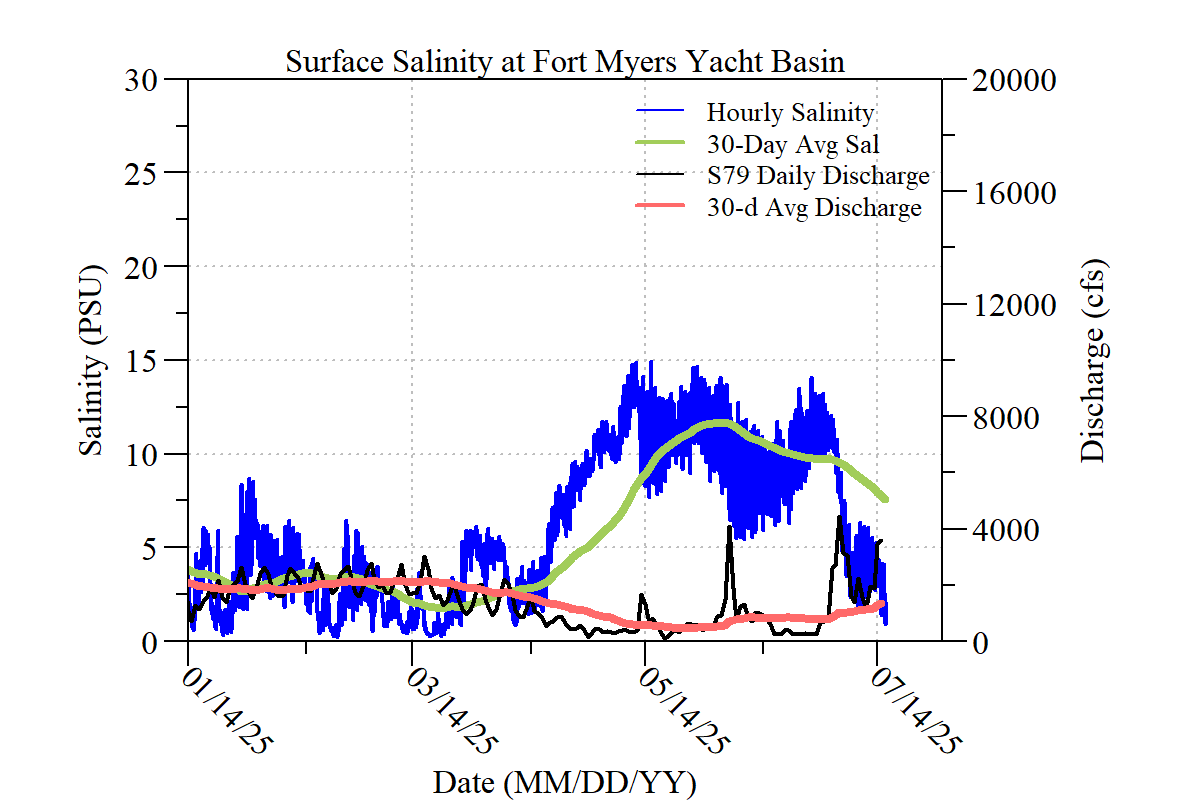 Surface Salinity at Fort Myers Yacht Basin
30
25
20
15
10
5
0
Salinity (PSU)
Hourly Salinity
30-Day Avg Sal
S79 Daily Discharge
30-d Avg Discharge
20000
16000
12000
8000
4000
0
Discharge (cfs)
01/14/25
03/14/25
05/14/25
07/14/25
Date (MM/DD/YY)